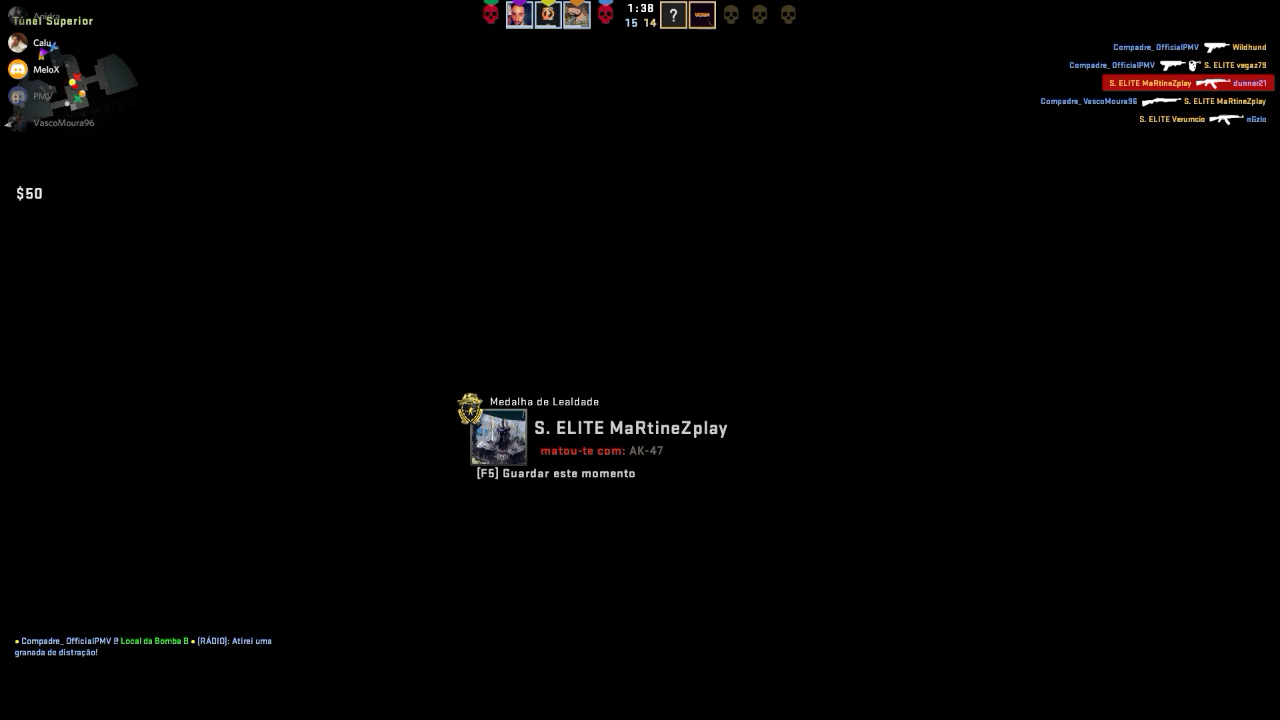 Túnel Superior
Calu
MeloX
PMV
VascoMoura96
$50
1:38
15 14
?
Compadre_OfficialPMV Wildhund
Compadre_OfficialPMV S. ELITE vegaz79
S. ELITE MaRtineZplay dunner21
Compadre_VascoMoura96 S. ELITE MaRtineZplay
S. ELITE Verumcio nGzlo
Medalha de Lealdade
S. ELITE MaRtineZplay
matou-te com: AK-47
[F5] Guardar este momento
• Compadre_OfficialPMV @ Local da Bomba B • [RÁDIO]: Atirei uma
granada de distração!